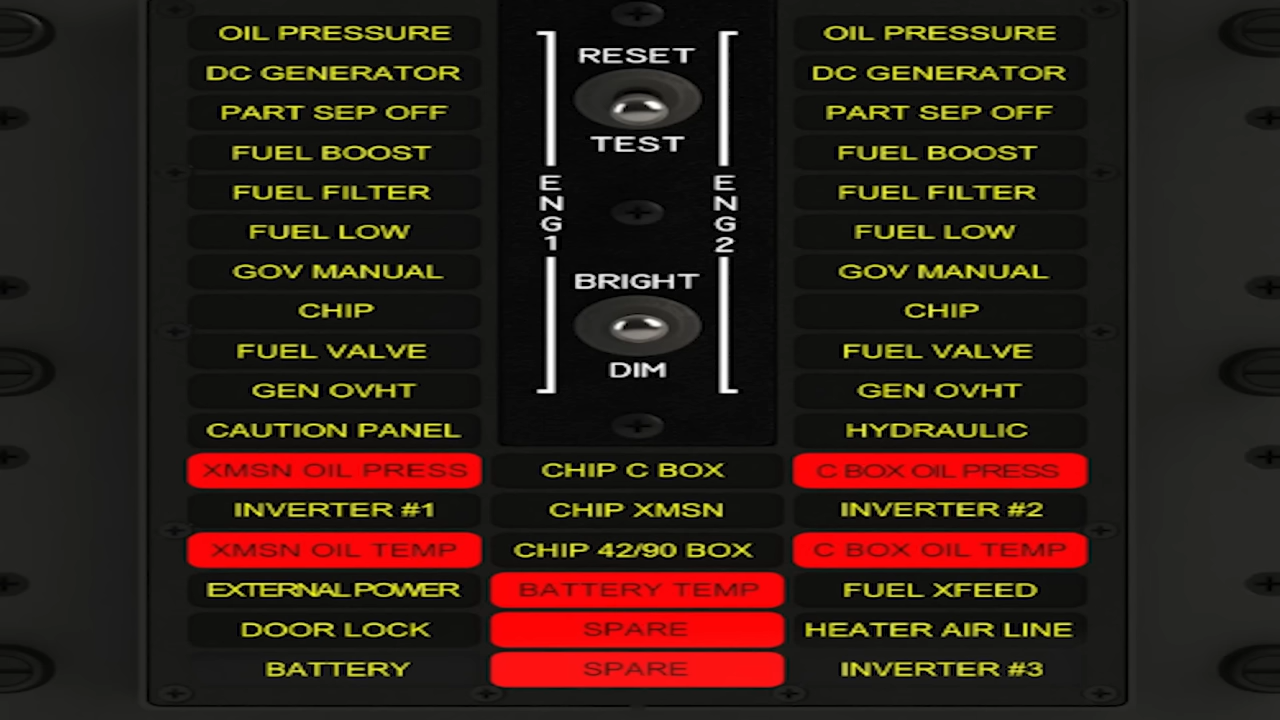 OIL PRESSURE
DC GENERATOR
PART SEP OFF
FUEL BOOST
FUEL FILTER
FUEL LOW
GOV MANUAL
CHIP
FUEL VALVE
GEN OVHT
CAUTION PANEL
XMSN OIL PRESS
INVERTER #1
XMSN OIL TEMP
EXTERNAL POWER
DOOR LOCK
BATTERY
ENG1
RESET
TEST
BRIGHT
DIM
ENG2
CHIP C BOX
CHIP XMSN
CHIP 42/90 BOX
BATTERY TEMP
SPARE
SPARE
OIL PRESSURE
DC GENERATOR
PART SEP OFF
FUEL BOOST
FUEL FILTER
FUEL LOW
GOV MANUAL
CHIP
FUEL VALVE
GEN OVHT
HYDRAULIC
C BOX OIL PRESS
INVERTER #2
C BOX OIL TEMP
FUEL XFEED
HEATER AIR LINE
INVERTER #3